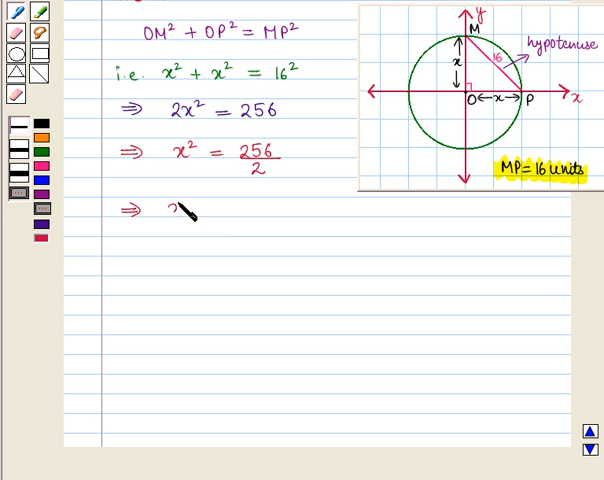 OM² + OP² = MP²
i.e. x² + x² = 16²
⇒ 2x² = 256
⇒ x² = 256/2
⇒ x
y
M
hypotenuse
16
x
O
x
P
x
MP = 16 units